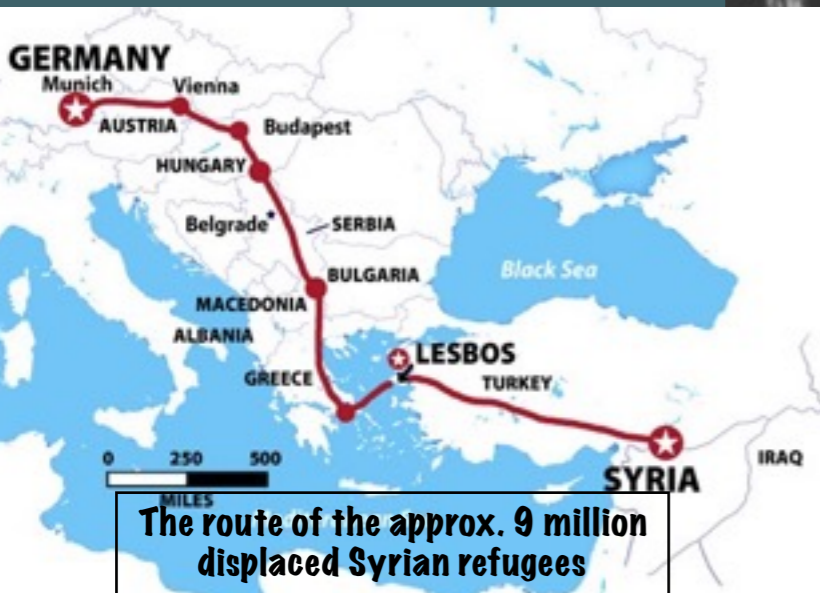 GERMANY
Munich
Vienna
AUSTRIA
Budapest
HUNGARY
Belgrade
SERBIA
BULGARIA
Black Sea
MACEDONIA
ALBANIA
LESBOS
GREECE
TURKEY
0 250 500
MILES
SYRIA
IRAQ
The route of the approx. 9 million
displaced Syrian refugees